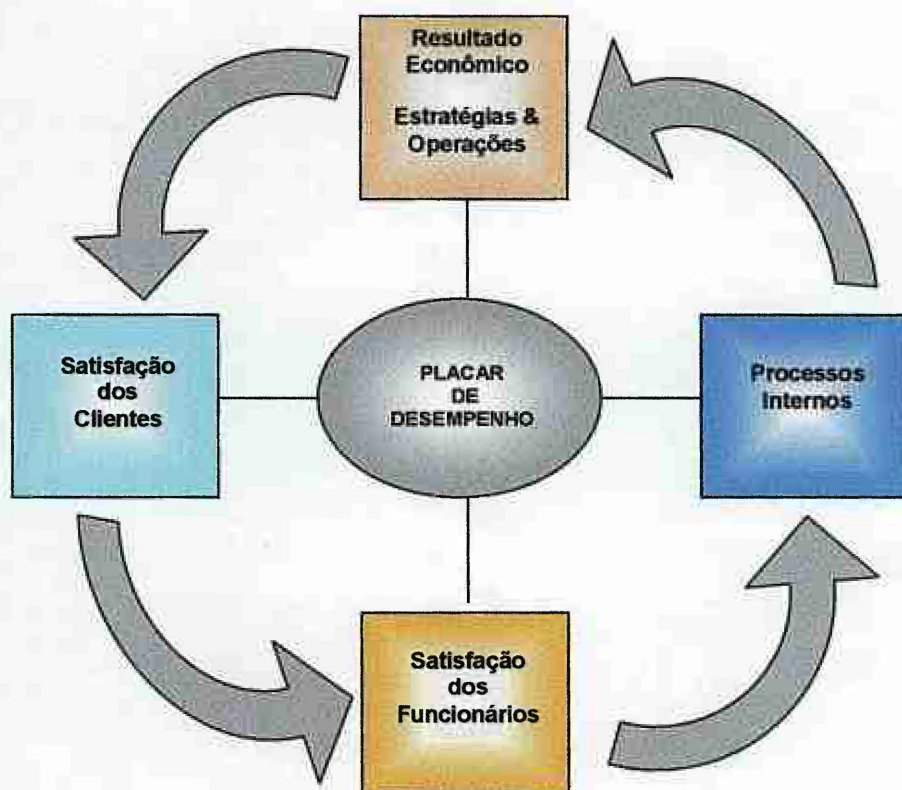 Resultado
Econômico
Estratégias &
Operações
Satisfação
dos
Clientes
PLACAR
DE
DESEMPENHO
Processos
Internos
Satisfação
dos
Funcionários